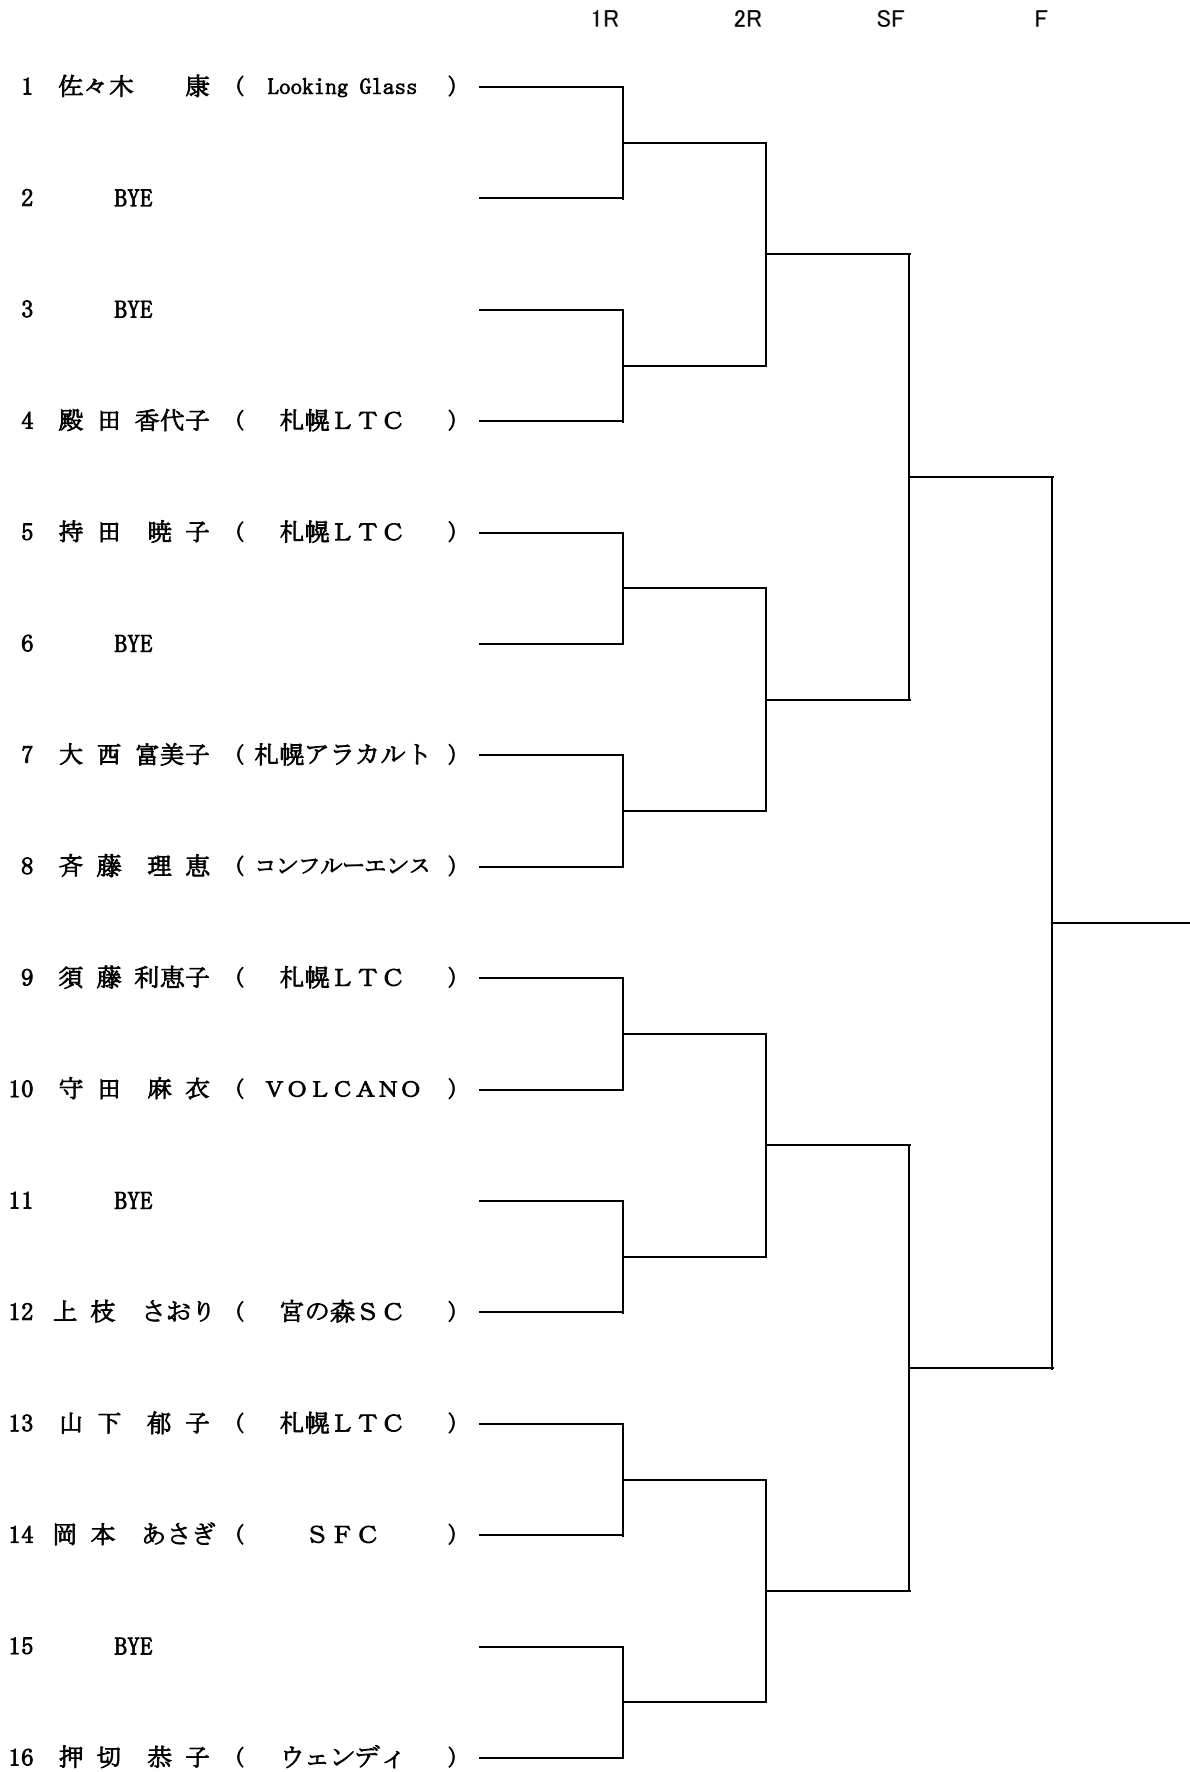 1R 2R SF F
1 佐々木 康 ( Looking Glass )
2 BYE
3 BYE
4 殿 田 香代子 ( 札幌ＬＴＣ )
5 持 田 暁 子 ( 札幌ＬＴＣ )
6 BYE
7 大 西 富美子 ( 札幌アラカルト )
8 斉 藤 理 恵 ( コンフルーエンス )
9 須 藤 利恵子 ( 札幌ＬＴＣ )
10 守 田 麻 衣 ( ＶＯＬＣＡＮＯ )
11 BYE
12 上 枝 さおり ( 宮の森ＳＣ )
13 山 下 郁 子 ( 札幌ＬＴＣ )
14 岡 本 あさぎ ( ＳＦＣ )
15 BYE
16 押 切 恭 子 ( ウェンディ )